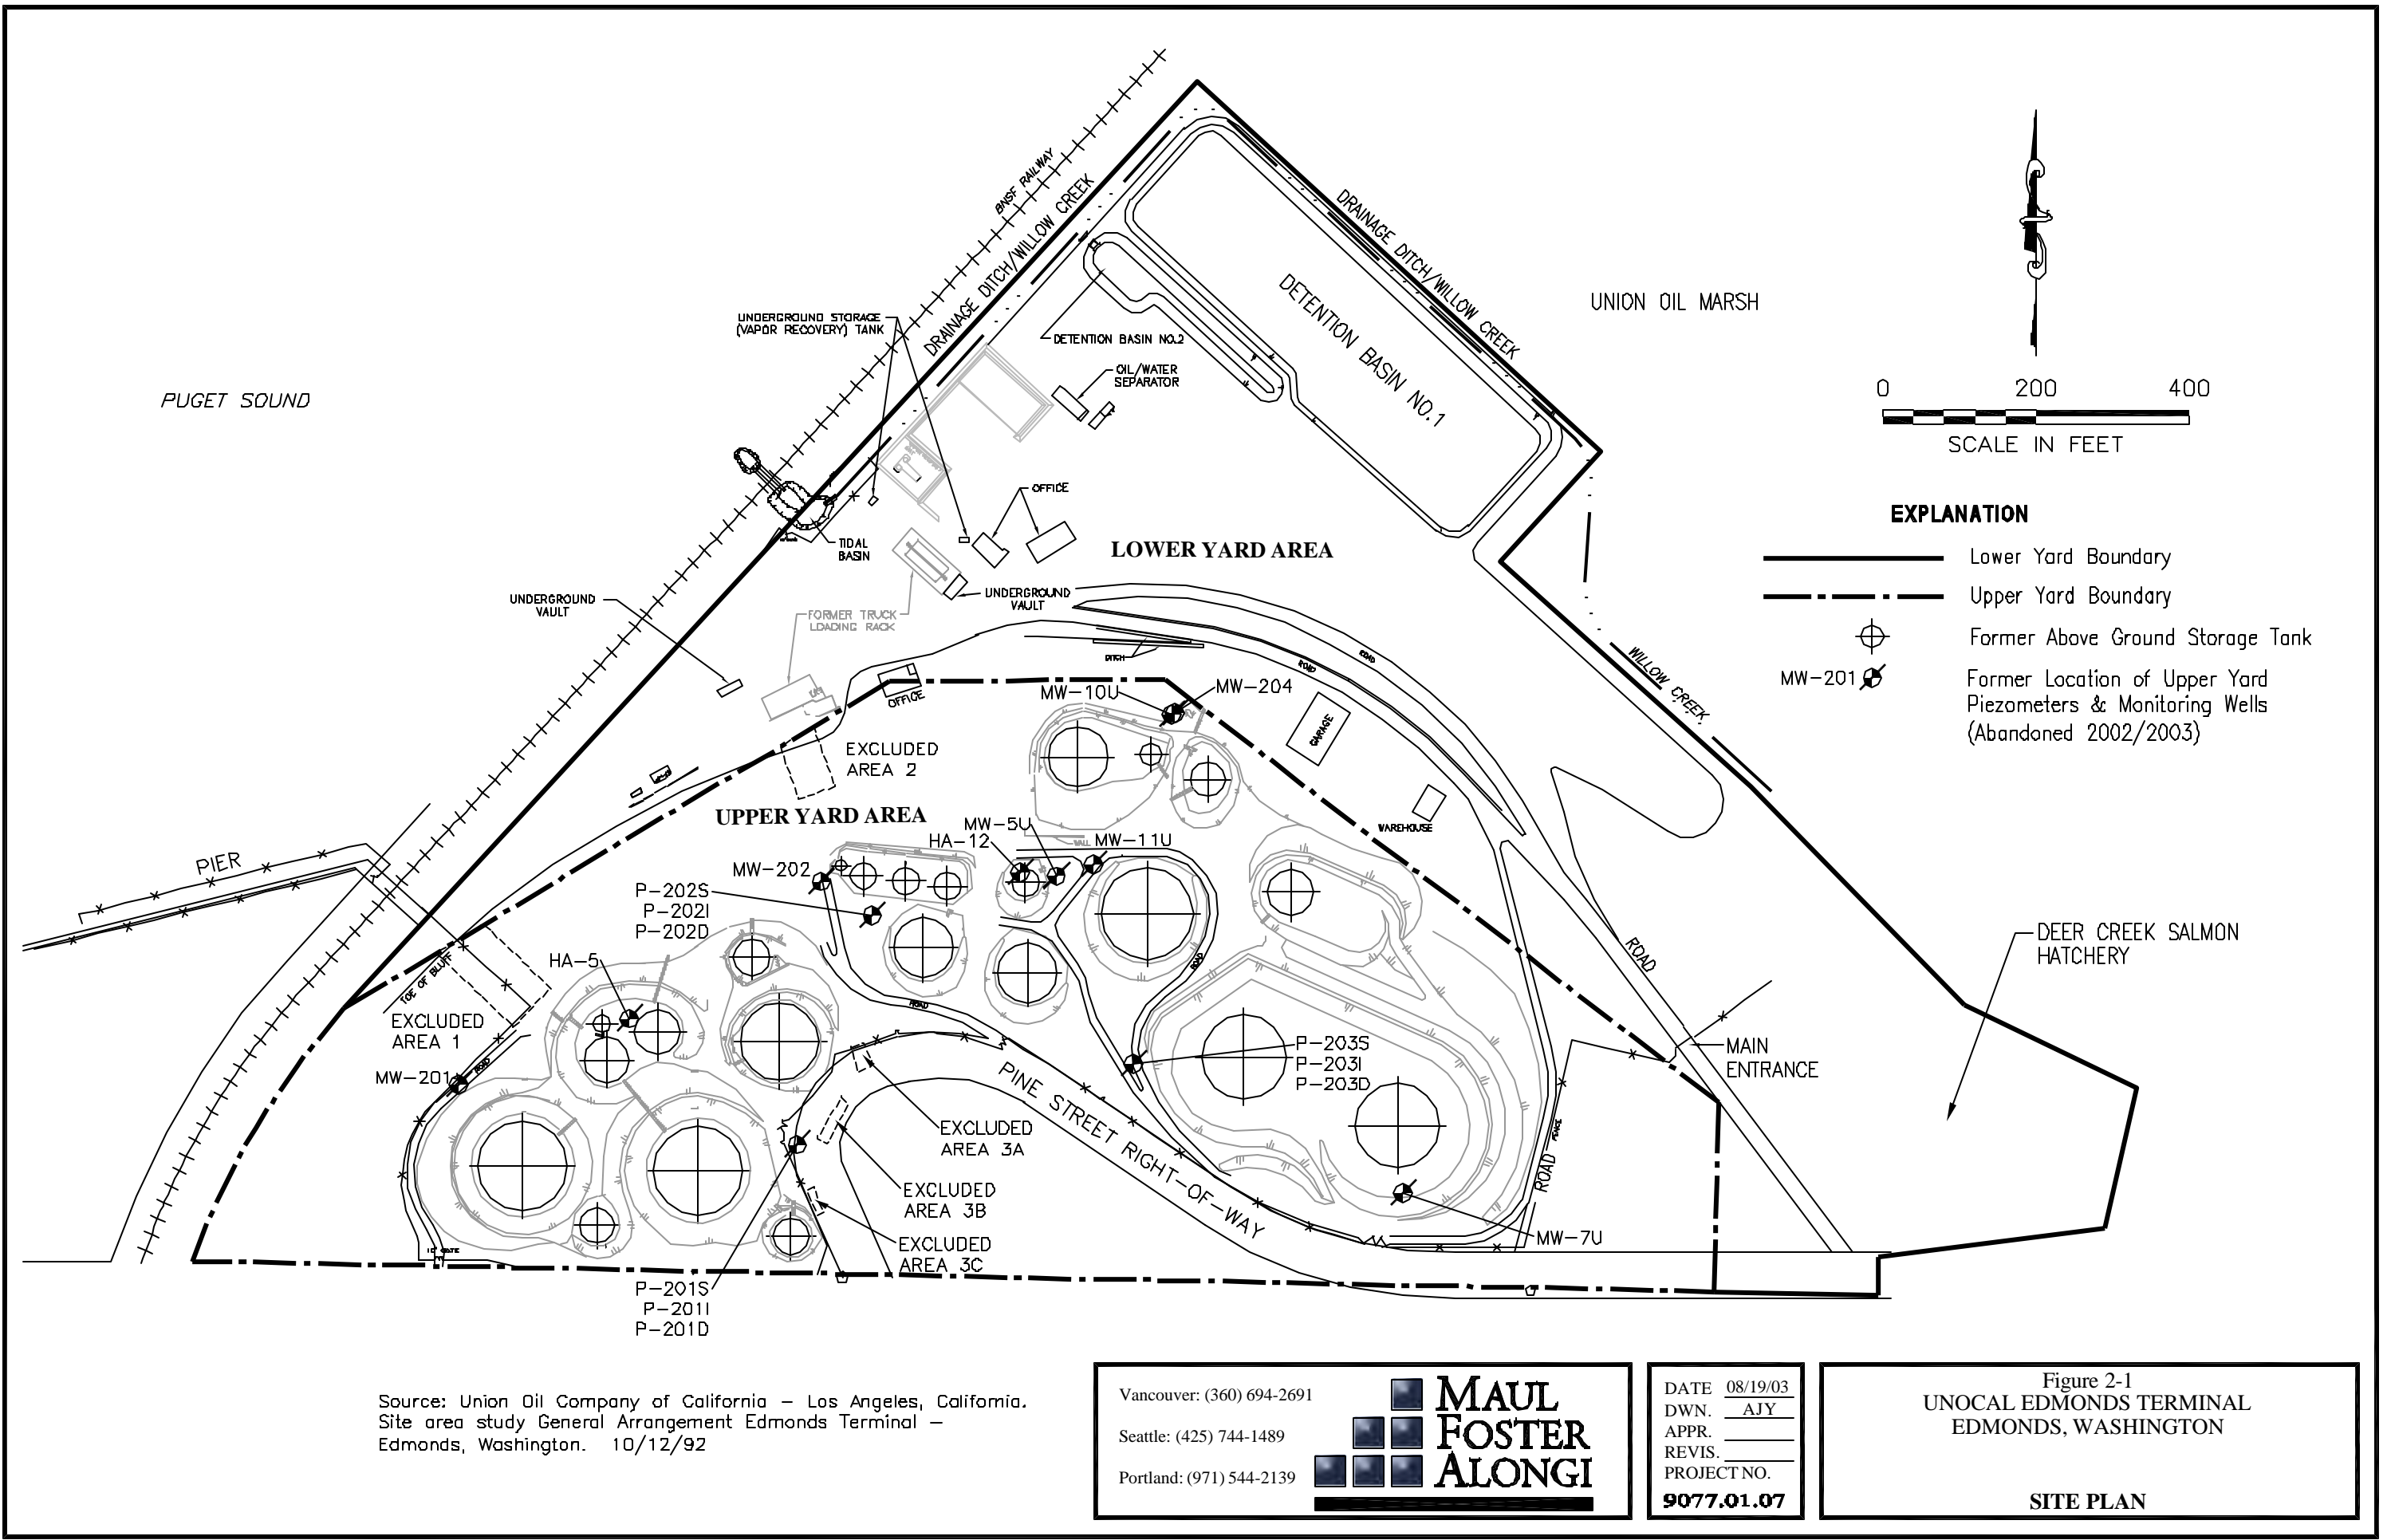 BNSF RAILWAY
DRAINAGE DITCH/WILLOW CREEK
DRAINAGE DITCH/WILLOW CREEK
UNION OIL MARSH
DETENTION BASIN NO.1
UNDERGROUND STORAGE
(VAPOR RECOVERY) TANK
DETENTION BASIN NO.2
OIL/WATER
SEPARATOR
PUGET SOUND
0 200 400
SCALE IN FEET
OFFICE
TIDAL
BASIN
LOWER YARD AREA
UNDERGROUND
VAULT
UNDERGROUND
VAULT
FORMER TRUCK
LOADING RACK
EXPLANATION
Lower Yard Boundary
Upper Yard Boundary
Former Above Ground Storage Tank
MW-201
Former Location of Upper Yard
Piezometers & Monitoring Wells
(Abandoned 2002/2003)
DITCH
ROAD
ROAD
WILLOW CREEK
OFFICE
MW-10U
MW-204
GARAGE
EXCLUDED
AREA 2
UPPER YARD AREA
WAREHOUSE
MW-5U
HA-12
MW-11U
WALL
PIER
MW-202
P-202S
P-202I
P-202D
HA-5
TOE OF BLUFF
ROAD
ROAD
ROAD
DEER CREEK SALMON
HATCHERY
EXCLUDED
AREA 1
ROAD
MW-201
P-203S
P-203I
P-203D
MAIN
ENTRANCE
PINE STREET RIGHT-OF-WAY
EXCLUDED
AREA 3A
EXCLUDED
AREA 3B
EXCLUDED
AREA 3C
ROAD
FENCE
MW-7U
P-201S
P-201I
P-201D
Source: Union Oil Company of California - Los Angeles, California.
Site area study General Arrangement Edmonds Terminal -
Edmonds, Washington. 10/12/92
Vancouver: (360) 694-2691
Seattle: (425) 744-1489
Portland: (971) 544-2139
MAUL
FOSTER
ALONGI
DATE 08/19/03
DWN. AJY
APPR.
REVIS.
PROJECT NO.
9077.01.07
Figure 2-1
UNOCAL EDMONDS TERMINAL
EDMONDS, WASHINGTON
SITE PLAN